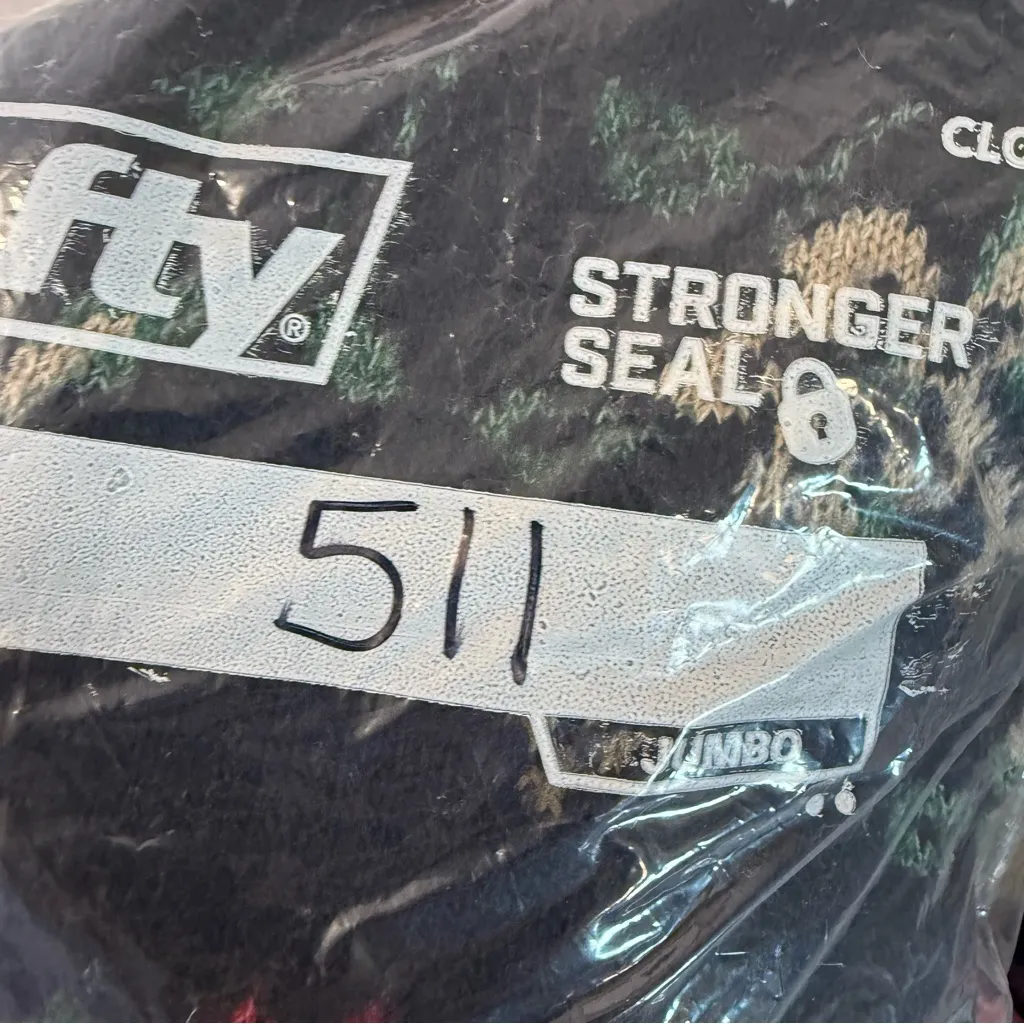 CLO
fty®
STRONGER
SEAL
511
JUMBO